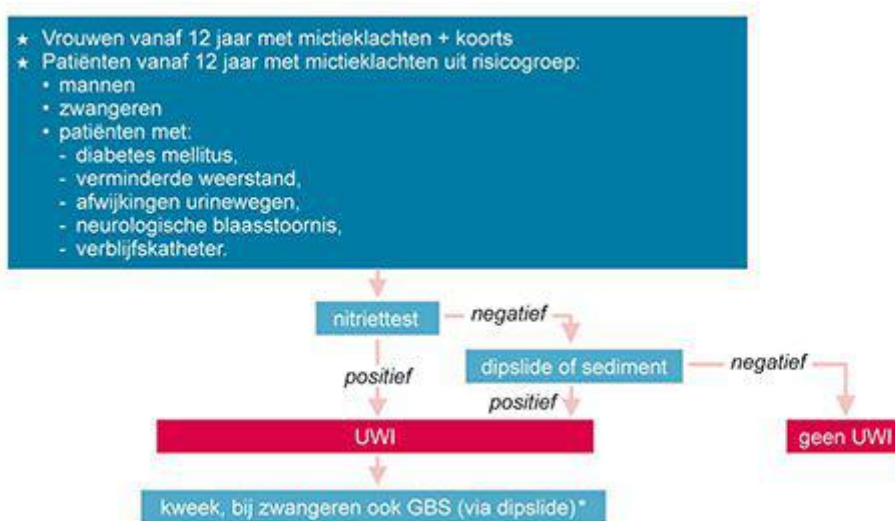 ★ Vrouwen vanaf 12 jaar met mictieklachten + koorts
★ Patiënten vanaf 12 jaar met mictieklachten uit risicogroep:
• mannen
• zwangeren
• patiënten met:
- diabetes mellitus,
- verminderde weerstand,
- afwijkingen urinewegen,
- neurologische blaasstoornis,
- verblijfskatheter.
nitriettest
negatief
positief
dipslide of sediment
negatief
positief
UWI
geen UWI
kweek, bij zwangeren ook GBS (via dipslide)*